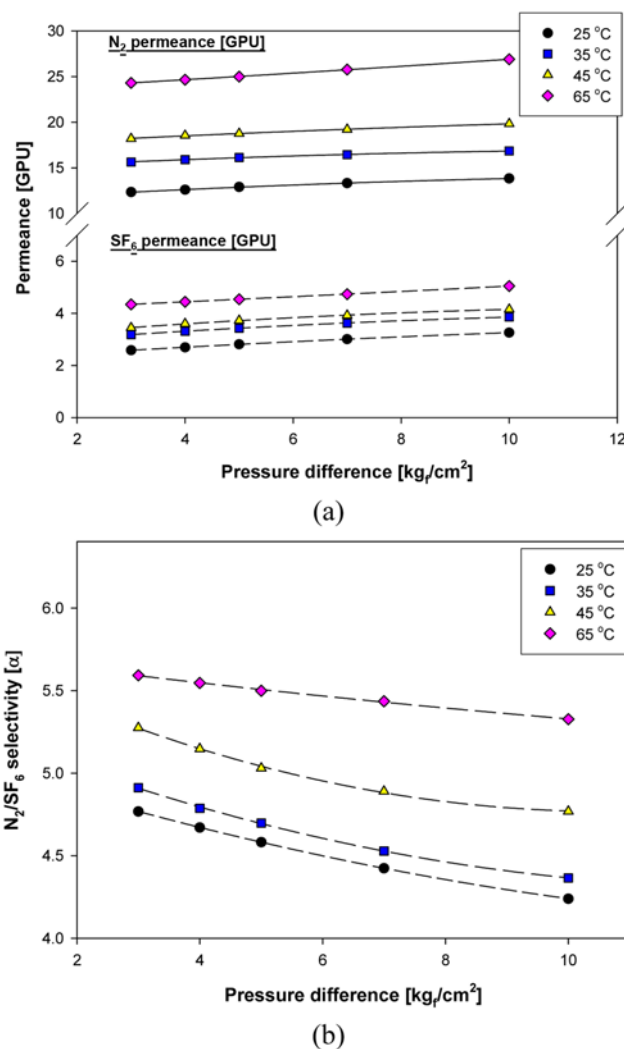 N2 permeance [GPU]
25 °C
35 °C
45 °C
65 °C
30
25
20
15
10
SF6 permeance [GPU]
6
4
2
0
Permeance [GPU]
2 4 6 8 10 12
Pressure difference [kgf/cm2]
(a)
25 °C
35 °C
45 °C
65 °C
6.0
5.5
5.0
4.5
4.0
N2/SF6 selectivity [α]
2 4 6 8 10
Pressure difference [kgf/cm2]
(b)